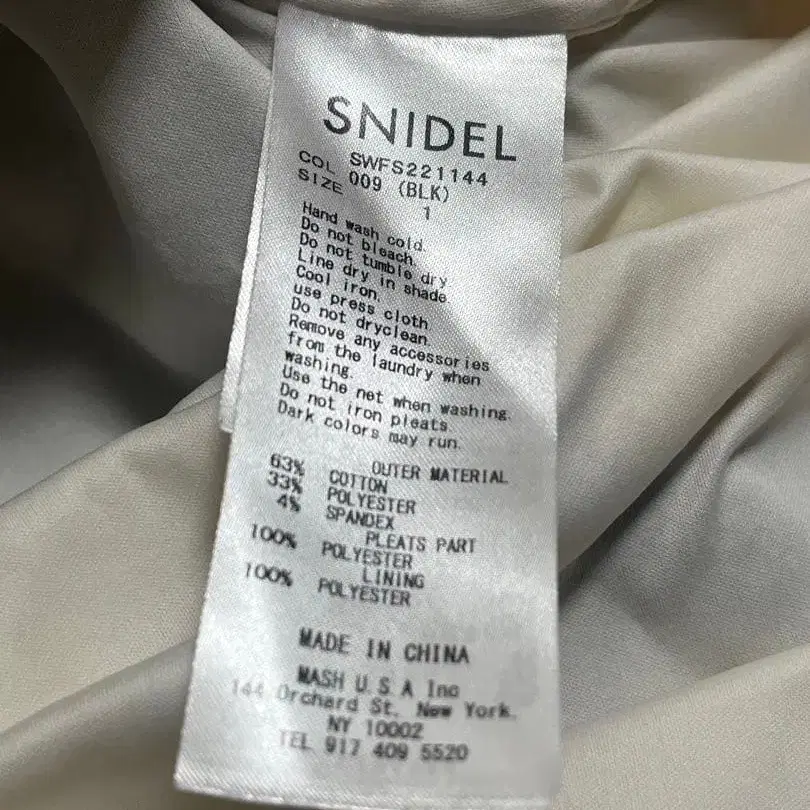 SNIDEL
SWFS221144
COL 009 (BLK)
SIZE 1
Hand wash cold.
Do not bleach.
Do not tumble dry
Line dry in shade.
Cool iron.
use press cloth
Do not dryclean.
Remove any accessories
from the laundry when
washing.
Use the net when washing.
Do not iron pleats.
Dark colors may run.
OUTER MATERIAL
63% COTTON
33% POLYESTER
4% SPANDEX
PLEATS PART
100% POLYESTER
LINING
100% POLYESTER
MADE IN CHINA
MASH U.S.A Inc
144 Orchard St. New York.
NY 10002
TEL 917 409 5520